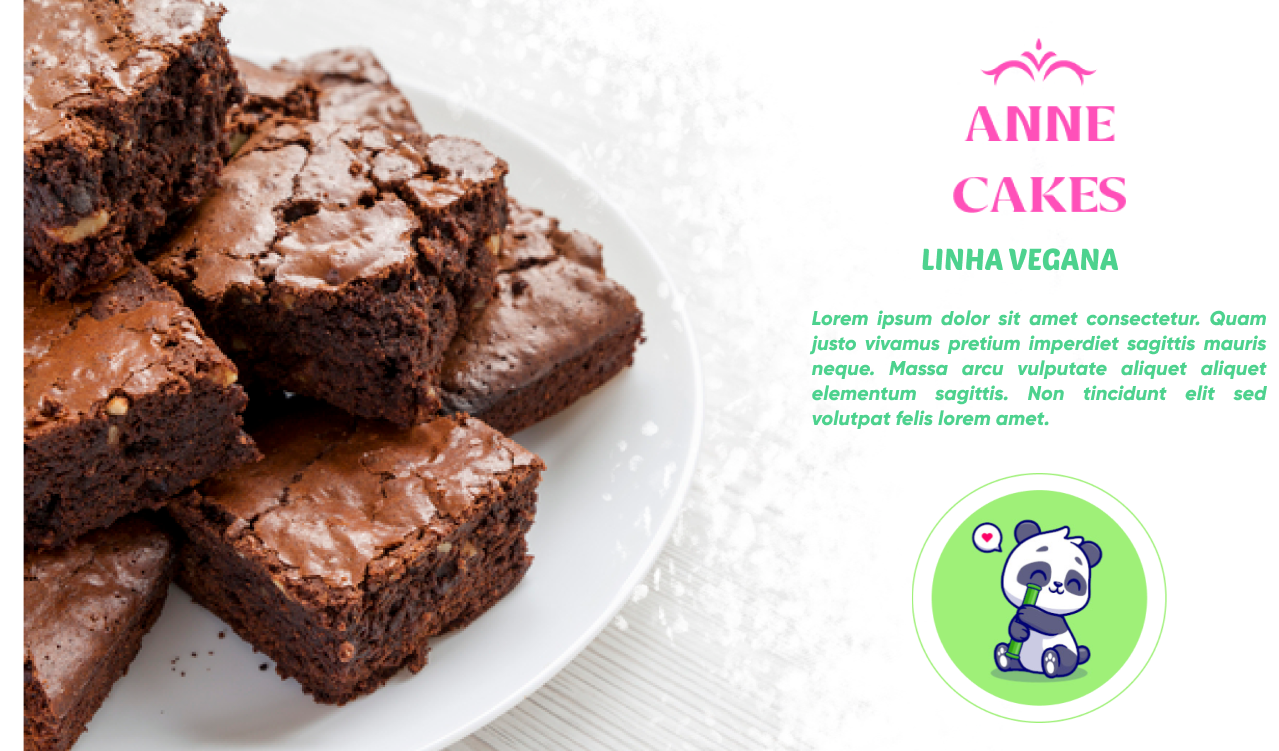 ANNE
CAKES
LINHA VEGANA
Lorem ipsum dolor sit amet consectetur. Quam
justo vivamus pretium imperdiet sagittis mauris
neque. Massa arcu vulputate aliquet aliquet
elementum sagittis. Non tincidunt elit sed
volutpat felis lorem amet.